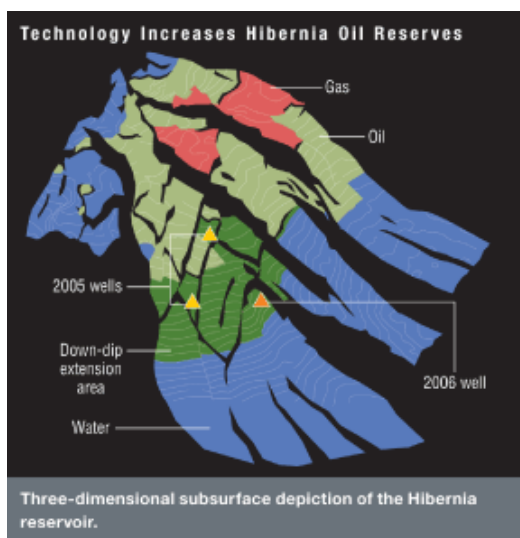 Technology Increases Hibernia Oil Reserves
Gas
Oil
2005 wells
Down-dip
extension
area
2006 well
Water
Three-dimensional subsurface depiction of the Hibernia
reservoir.